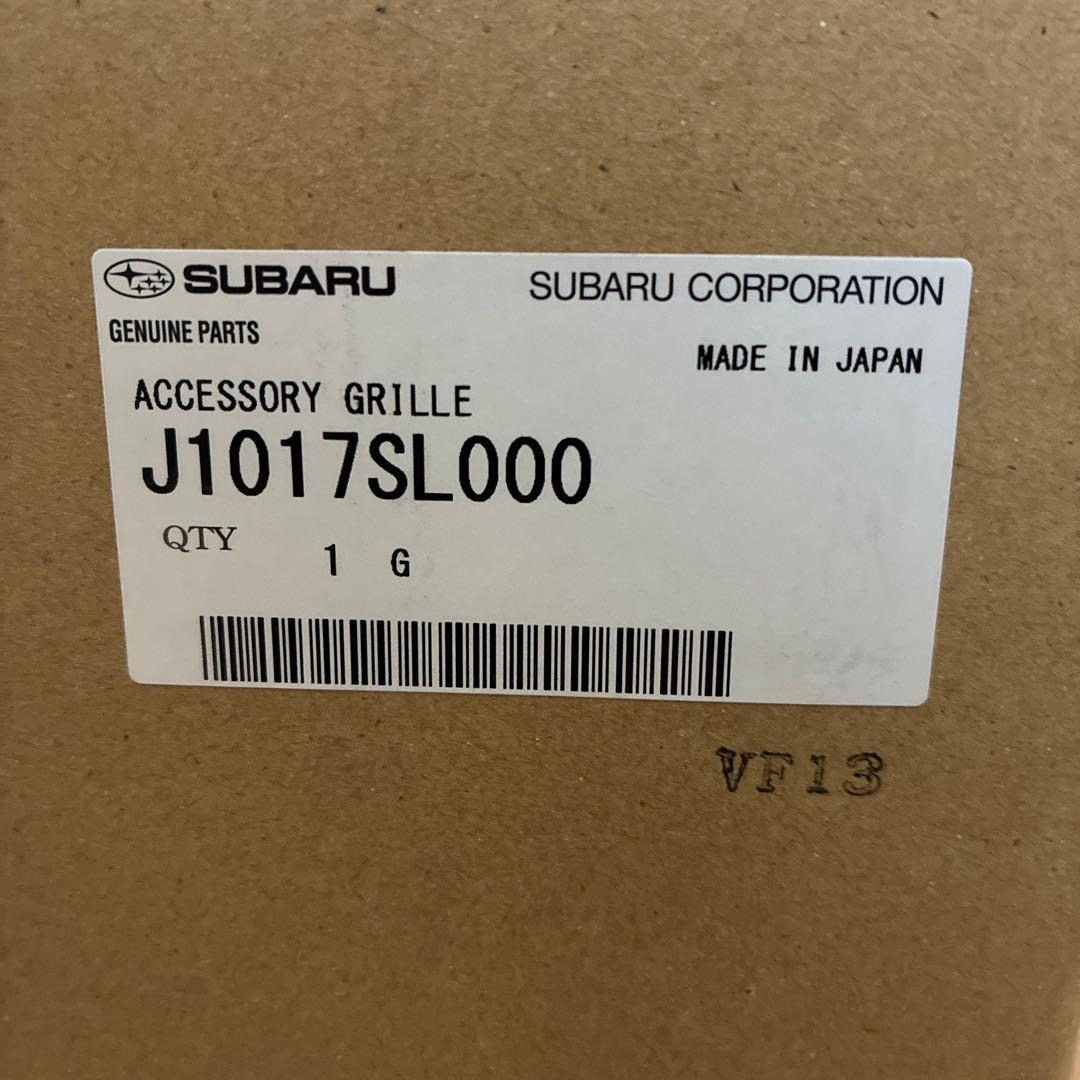 SUBARU SUBARU CORPORATION
GENUINE PARTS
MADE IN JAPAN
ACCESSORY GRILLE
J1017SL000
QTY 1 G
VF13